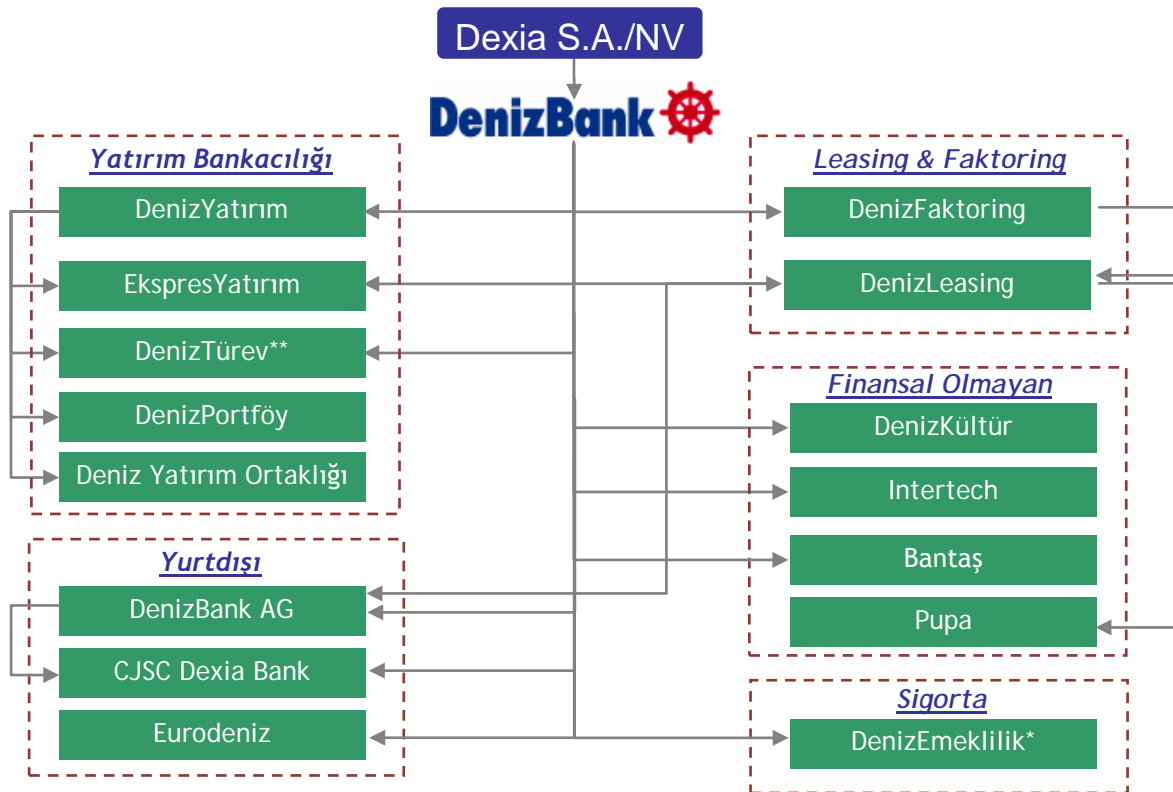 Dexia S.A./NV
DenizBank
Yatırım Bankacılığı
DenizYatırım
EkspresYatırım
DenizTürev**
DenizPortföy
Deniz Yatırım Ortaklığı
Yurtdışı
DenizBank AG
CJSC Dexia Bank
Eurodeniz
Leasing & Faktoring
DenizFaktoring
DenizLeasing
Finansal Olmayan
DenizKültür
Intertech
Bantaş
Pupa
Sigorta
DenizEmeklilik*